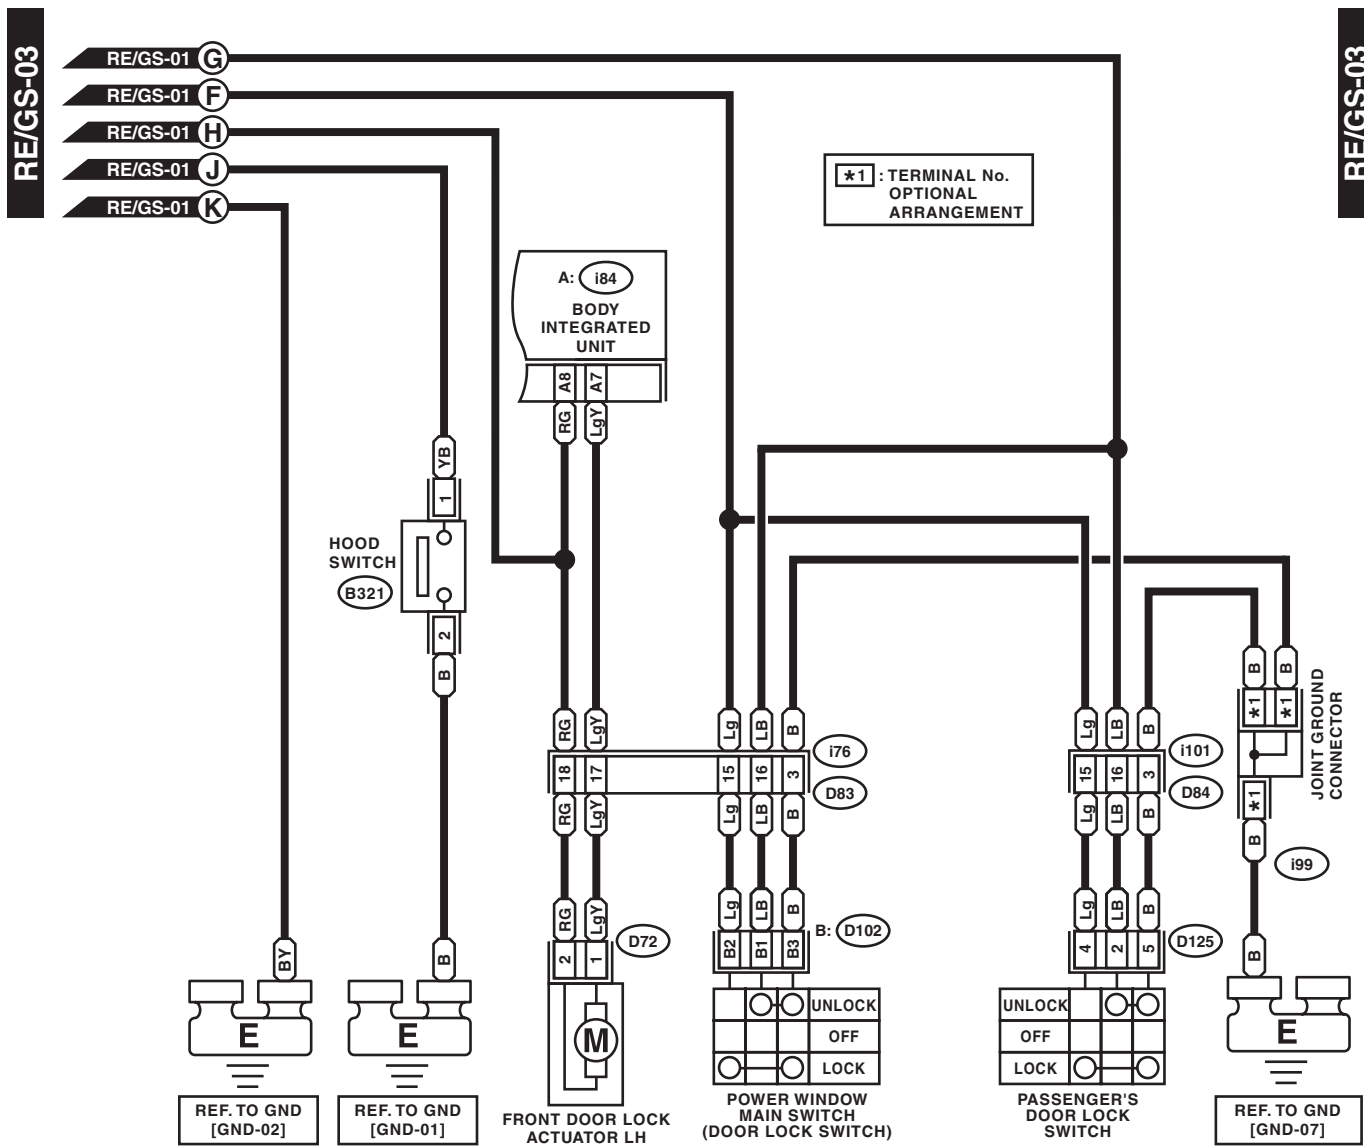 RE/GS-03
RE/GS-03
RE/GS-01 G
RE/GS-01 F
RE/GS-01 H
RE/GS-01 J
RE/GS-01 K
*1 : TERMINAL No.
OPTIONAL
ARRANGEMENT
A: i84
BODY
INTEGRATED
UNIT
A8 A7
RG LgY
YB
1
HOOD
SWITCH
B321
2
B
B B
*1 *1
JOINT GROUND
CONNECTOR
RG LgY Lg LB B
i76
Lg LB B
i101
18 17 15 16 3
D83
15 16 3
D84
*1
RG LgY Lg LB B
Lg LB B
B
i99
RG LgY
D72
Lg LB B
B: D102
Lg LB B
D125
2 1
B2 B1 B3
4 2 5
BY
B
B
E
E
M
UNLOCK
OFF
LOCK
UNLOCK
OFF
LOCK
E
REF. TO GND
[GND-02]
REF. TO GND
[GND-01]
FRONT DOOR LOCK
ACTUATOR LH
POWER WINDOW
MAIN SWITCH
(DOOR LOCK SWITCH)
PASSENGER'S
DOOR LOCK
SWITCH
REF. TO GND
[GND-07]